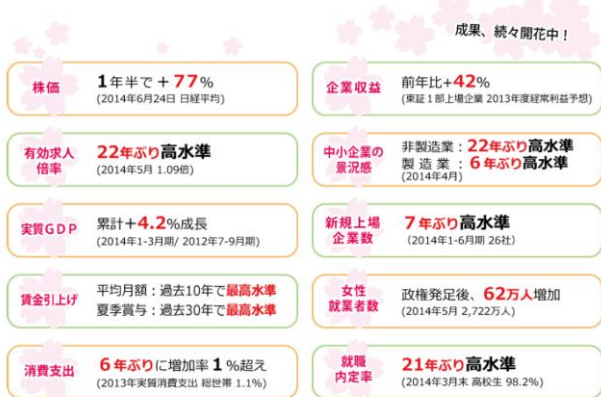 成果、続々開花中！
株価
1年半で＋77％
(2014年6月24日 日経平均)
企業収益
前年比+42％
(東証１部上場企業 2013年度経常利益予想)
有効求人
倍率
22年ぶり高水準
(2014年5月 1.09倍)
中小企業の
景況感
非製造業：22年ぶり高水準
製 造 業 ：６年ぶり高水準
(2014年4月)
実質ＧＤＰ
累計＋4.2％成長
(2014年1-3月期/ 2012年7-9月期)
新規上場
企業数
７年ぶり高水準
（2014年1-6月期 26社）
賃金引上げ
平均月額：過去10年で最高水準
夏季賞与：過去30年で最高水準
女性
就業者数
政権発足後、62万人増加
(2014年5月 2,722万人)
消費支出
６年ぶりに増加率１％超え
(2013年実質消費支出 総世帯 1.1%)
就職
内定率
21年ぶり高水準
(2014年3月末 高校生 98.2%)